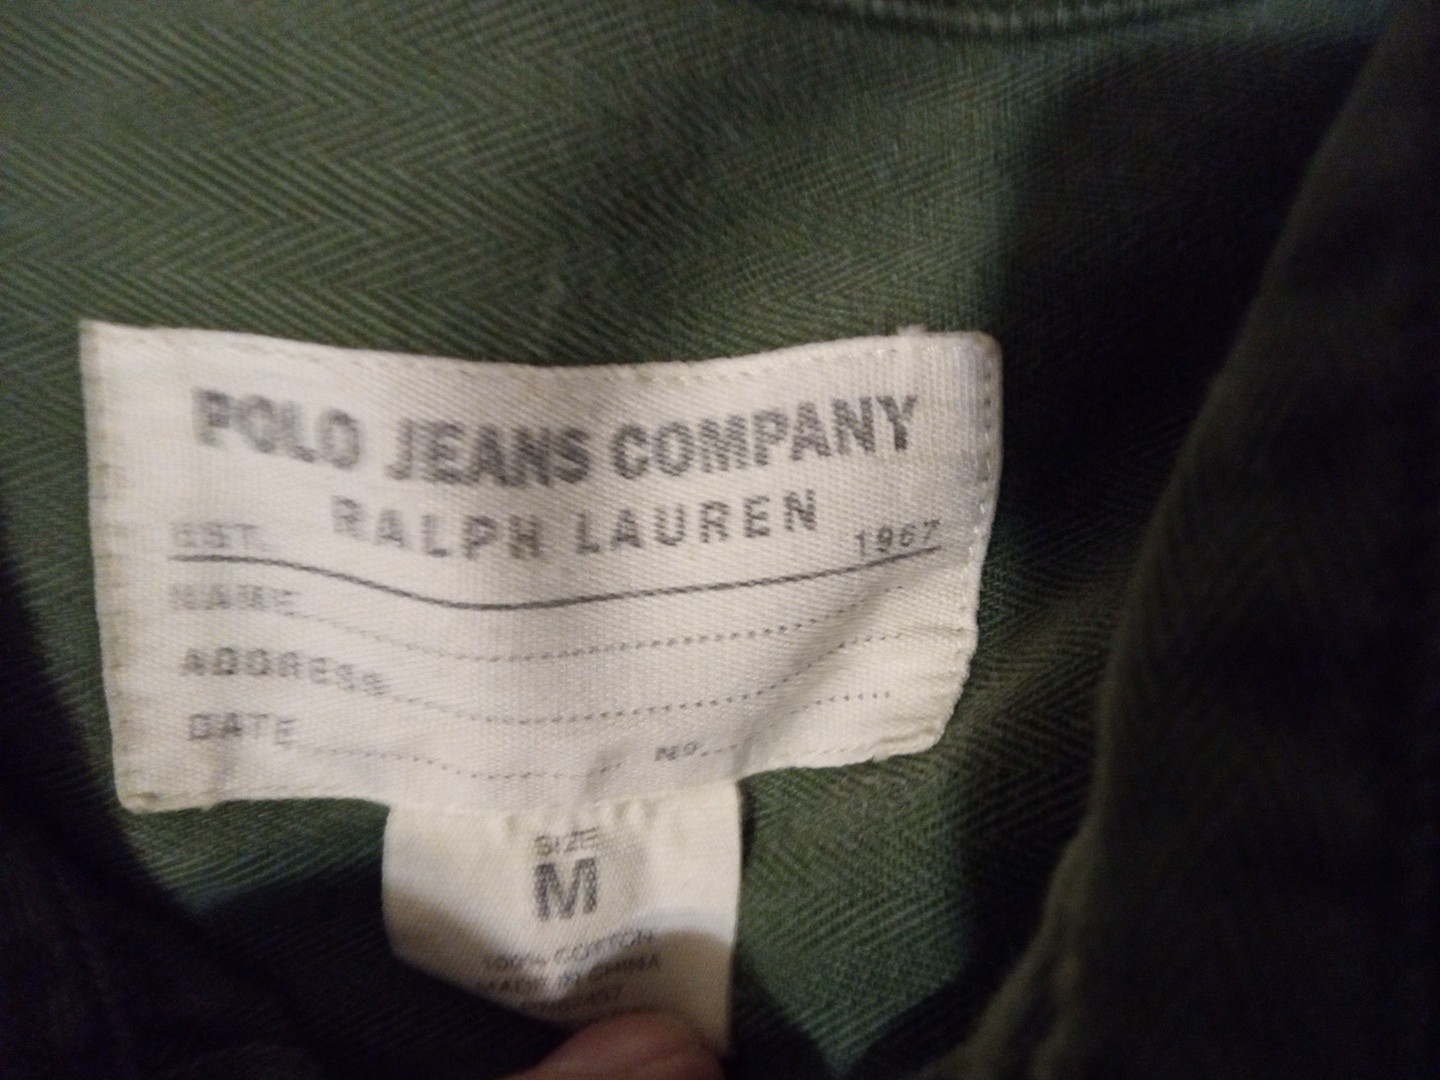 POLO JEANS COMPANY
RALPH LAUREN
EST. 1967
NAME
ADDRESS
DATE Nº
SIZE
M
100% COTTON
MADE IN CHINA